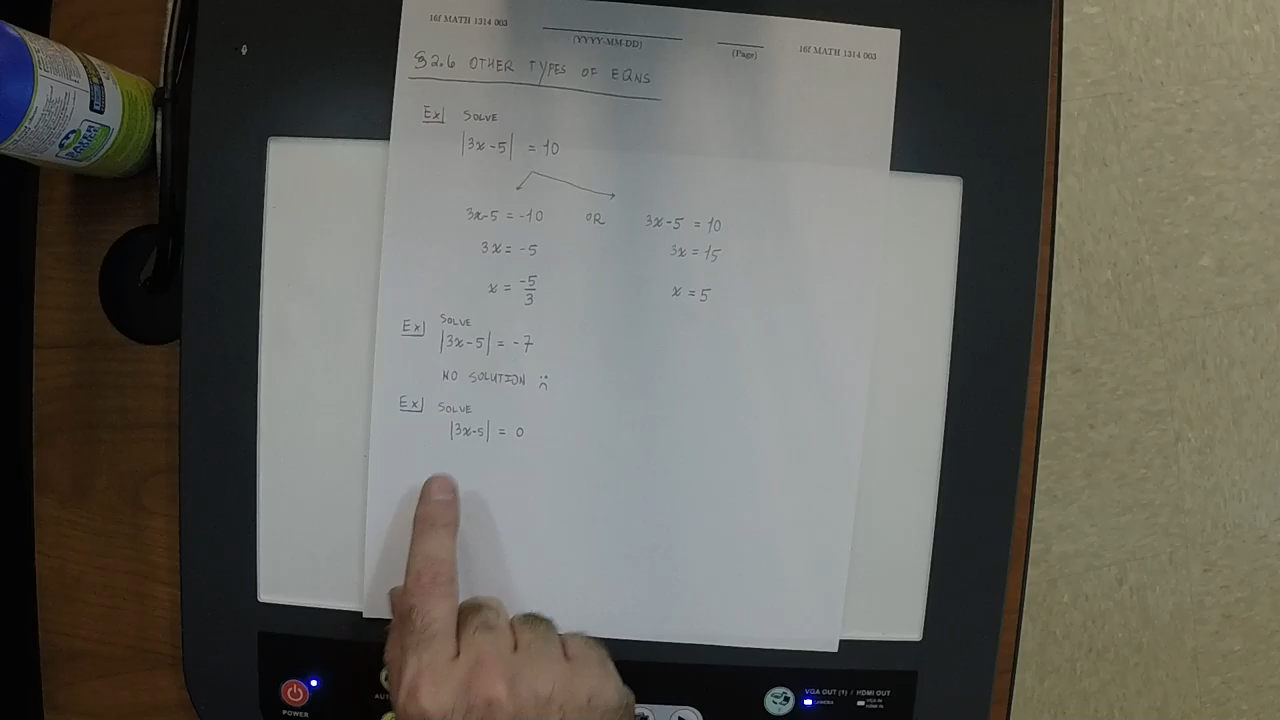 16f MATH 1314 003
(YYYY-MM-DD)
(Page)
16f MATH 1314 003
§2.6 OTHER TYPES OF EQNS
Ex] SOLVE
|3x-5| = 10
3x-5 = -10 OR 3x-5 = 10
3x = -5 3x = 15
x = -5/3 x = 5
Ex] SOLVE
|3x-5| = -7
NO SOLUTION :(
Ex] SOLVE
|3x-5| = 0
POWER
VGA OUT (1) / HDMI OUT
CAMERA